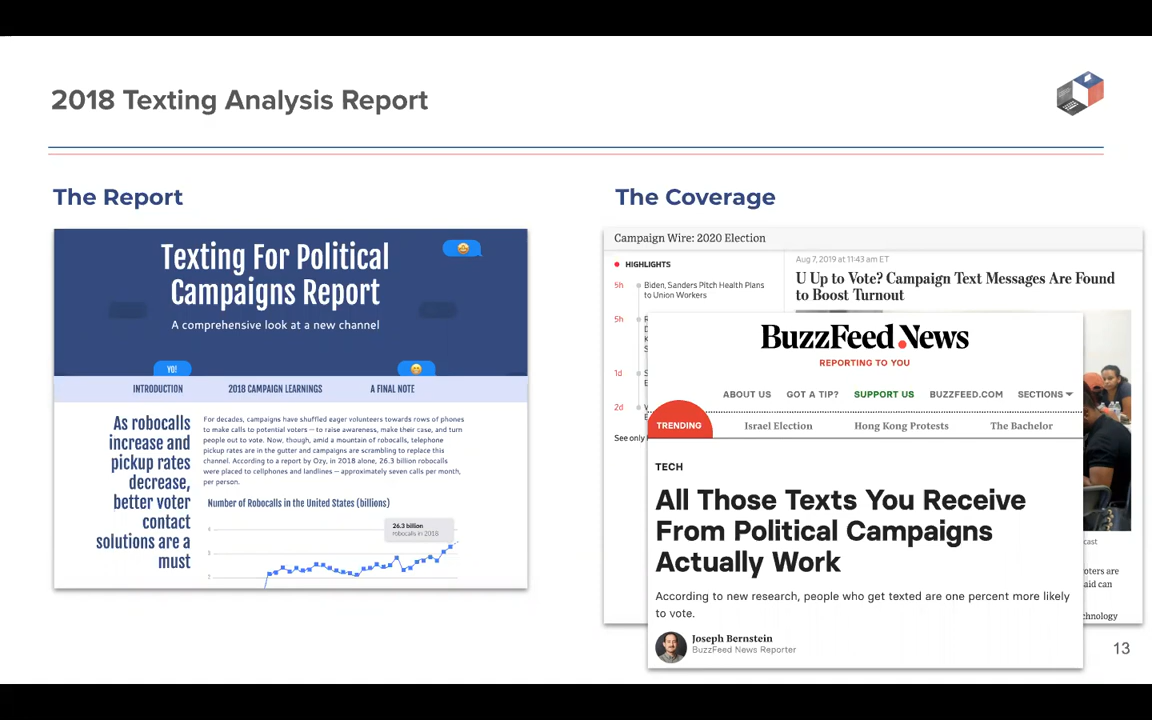 2018 Texting Analysis Report
The Report
Texting For Political
Campaigns Report
A comprehensive look at a new channel
YO!
INTRODUCTION
2018 CAMPAIGN LEARNINGS
A FINAL NOTE
As robocalls
increase and
pickup rates
decrease,
better voter
contact
solutions are a
must
For decades, campaigns have shuffled eager volunteers towards rows of phones
to make calls to potential voters — to raise awareness, make their case, and turn
people out to vote. Now, though, amid a mountain of robocalls, telephone
pickup rates are in the gutter and campaigns are scrambling to replace this
channel. According to a report by Ozy, in 2018 alone, 26.3 billion robocalls
were placed to cellphones and landlines — approximately seven calls per month,
per person.
Number of Robocalls in the United States (billions)
26.3 billion
robocalls in 2018
The Coverage
Campaign Wire: 2020 Election
HIGHLIGHTS
5h
Biden, Sanders Pitch Health Plans
to Union Workers
5h
1d
2d
See only
Aug 7, 2019 at 11:43 am ET
U Up to Vote? Campaign Text Messages Are Found
to Boost Turnout
BuzzFeed News
REPORTING TO YOU
ABOUT US
GOT A TIP?
SUPPORT US
BUZZFEED.COM
SECTIONS
TRENDING
Israel Election
Hong Kong Protests
The Bachelor
TECH
All Those Texts You Receive
From Political Campaigns
Actually Work
According to new research, people who get texted are one percent more likely
to vote.
Joseph Bernstein
BuzzFeed News Reporter
cast
oters are
aid can
chnology
13